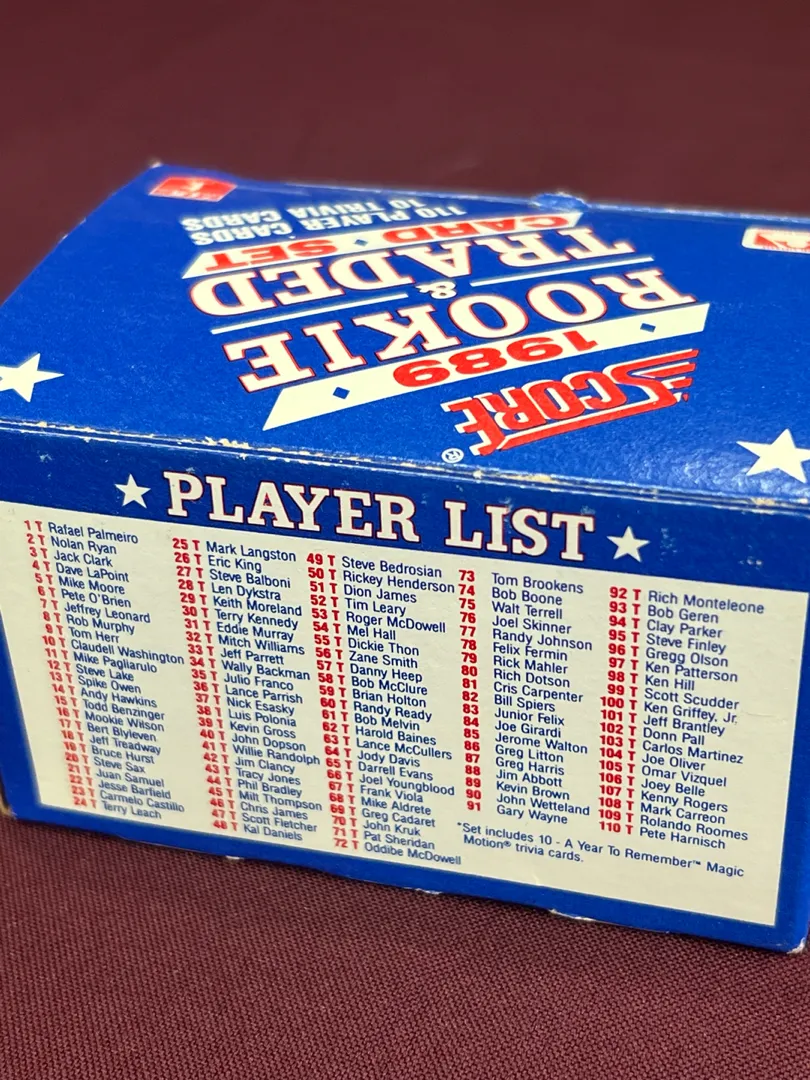 SCORE®
1989
ROOKIE
&
TRADED
CARD SET
110 PLAYER CARDS
10 TRIVIA CARDS
PLAYER LIST
1 T Rafael Palmeiro
2 T Nolan Ryan
3 T Jack Clark
4 T Dave LaPoint
5 T Mike Moore
6 T Pete O'Brien
7 T Jeffrey Leonard
8 T Rob Murphy
9 T Tom Herr
10 T Claudell Washington
11 T Mike Pagliarulo
12 T Steve Lake
13 T Spike Owen
14 T Andy Hawkins
15 T Todd Benzinger
16 T Mookie Wilson
17 T Bert Blyleven
18 T Jeff Treadway
19 T Bruce Hurst
20 T Steve Sax
21 T Juan Samuel
22 T Jesse Barfield
23 T Carmelo Castillo
24 T Terry Leach
25 T Mark Langston
26 T Eric King
27 T Steve Balboni
28 T Len Dykstra
29 T Keith Moreland
30 T Terry Kennedy
31 T Eddie Murray
32 T Mitch Williams
33 T Jeff Parrett
34 T Wally Backman
35 T Julio Franco
36 T Lance Parrish
37 T Nick Esasky
38 T Luis Polonia
39 T Kevin Gross
40 T John Dopson
41 T Willie Randolph
42 T Jim Clancy
43 T Tracy Jones
44 T Phil Bradley
45 T Milt Thompson
46 T Chris James
47 T Scott Fletcher
48 T Kal Daniels
49 T Steve Bedrosian
50 T Rickey Henderson
51 T Dion James
52 T Tim Leary
53 T Roger McDowell
54 T Mel Hall
55 T Dickie Thon
56 T Zane Smith
57 T Danny Heep
58 T Bob McClure
59 T Brian Holton
60 T Randy Ready
61 T Bob Melvin
62 T Harold Baines
63 T Lance McCullers
64 T Jody Davis
65 T Darrell Evans
66 T Joel Youngblood
67 T Frank Viola
68 T Mike Aldrete
69 T Greg Cadaret
70 T John Kruk
71 T Pat Sheridan
72 T Oddibe McDowell
73 Tom Brookens
74 Bob Boone
75 Walt Terrell
76 Joel Skinner
77 Randy Johnson
78 Felix Fermin
79 Rick Mahler
80 Rich Dotson
81 Cris Carpenter
82 Bill Spiers
83 Junior Felix
84 Joe Girardi
85 Jerome Walton
86 Greg Litton
87 Greg Harris
88 Jim Abbott
89 Kevin Brown
90 John Wetteland
91 Gary Wayne
92 T Rich Monteleone
93 T Bob Geren
94 T Clay Parker
95 T Steve Finley
96 T Gregg Olson
97 T Ken Patterson
98 T Ken Hill
99 T Scott Scudder
100 T Ken Griffey, Jr.
101 T Jeff Brantley
102 T Donn Pall
103 T Carlos Martinez
104 T Joe Oliver
105 T Omar Vizquel
106 T Joey Belle
107 T Kenny Rogers
108 T Mark Carreon
109 T Rolando Roomes
110 T Pete Harnisch
*Set includes 10 - A Year To Remember™ Magic
Motion® trivia cards.